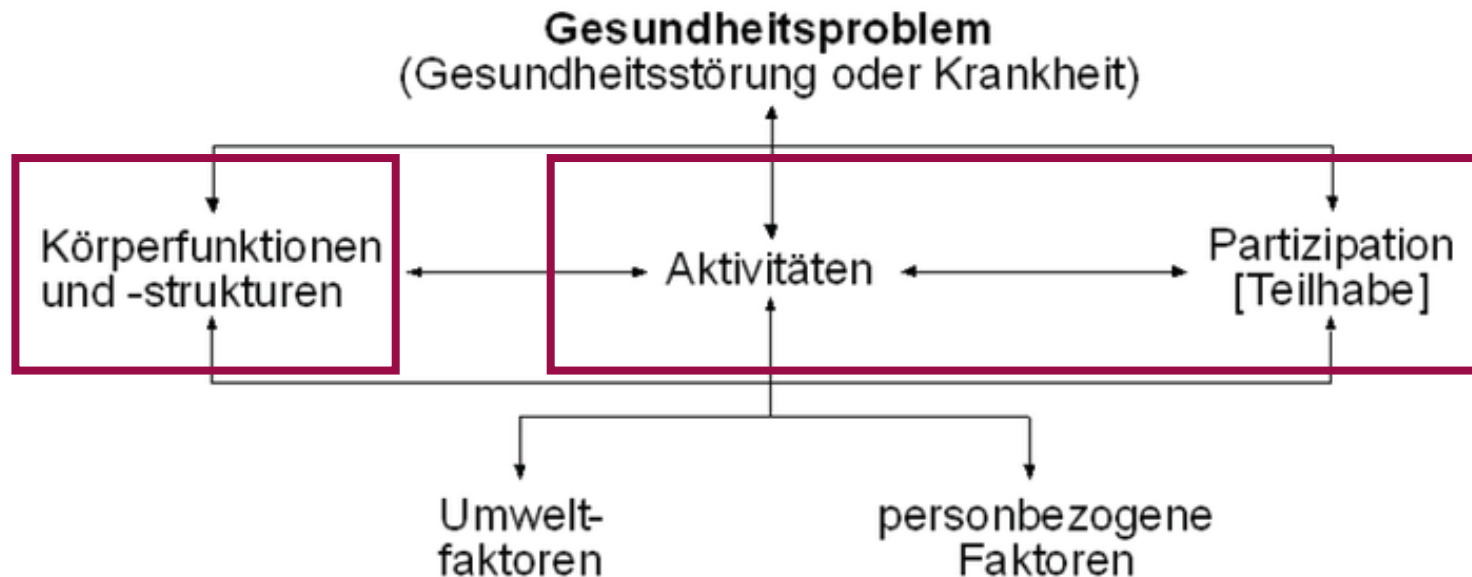 Gesundheitsproblem
(Gesundheitsstörung oder Krankheit)
Körperfunktionen
und -strukturen
Aktivitäten
Partizipation
[Teilhabe]
Umwelt-
faktoren
personbezogene
Faktoren